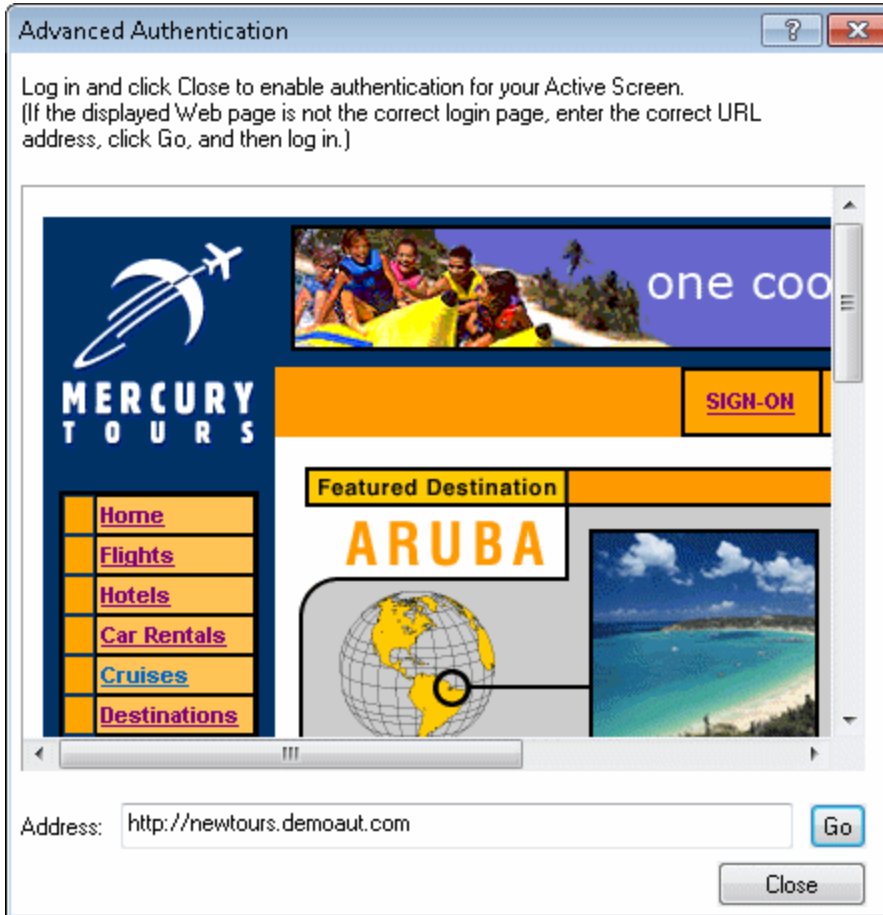 Advanced Authentication
Log in and click Close to enable authentication for your Active Screen.
(If the displayed Web page is not the correct login page, enter the correct URL
address, click Go, and then log in.)
one coo
MERCURY
TOURS
SIGN-ON
Featured Destination
ARUBA
Home
Flights
Hotels
Car Rentals
Cruises
Destinations
Address: http://newtours.demoaut.com Go
Close